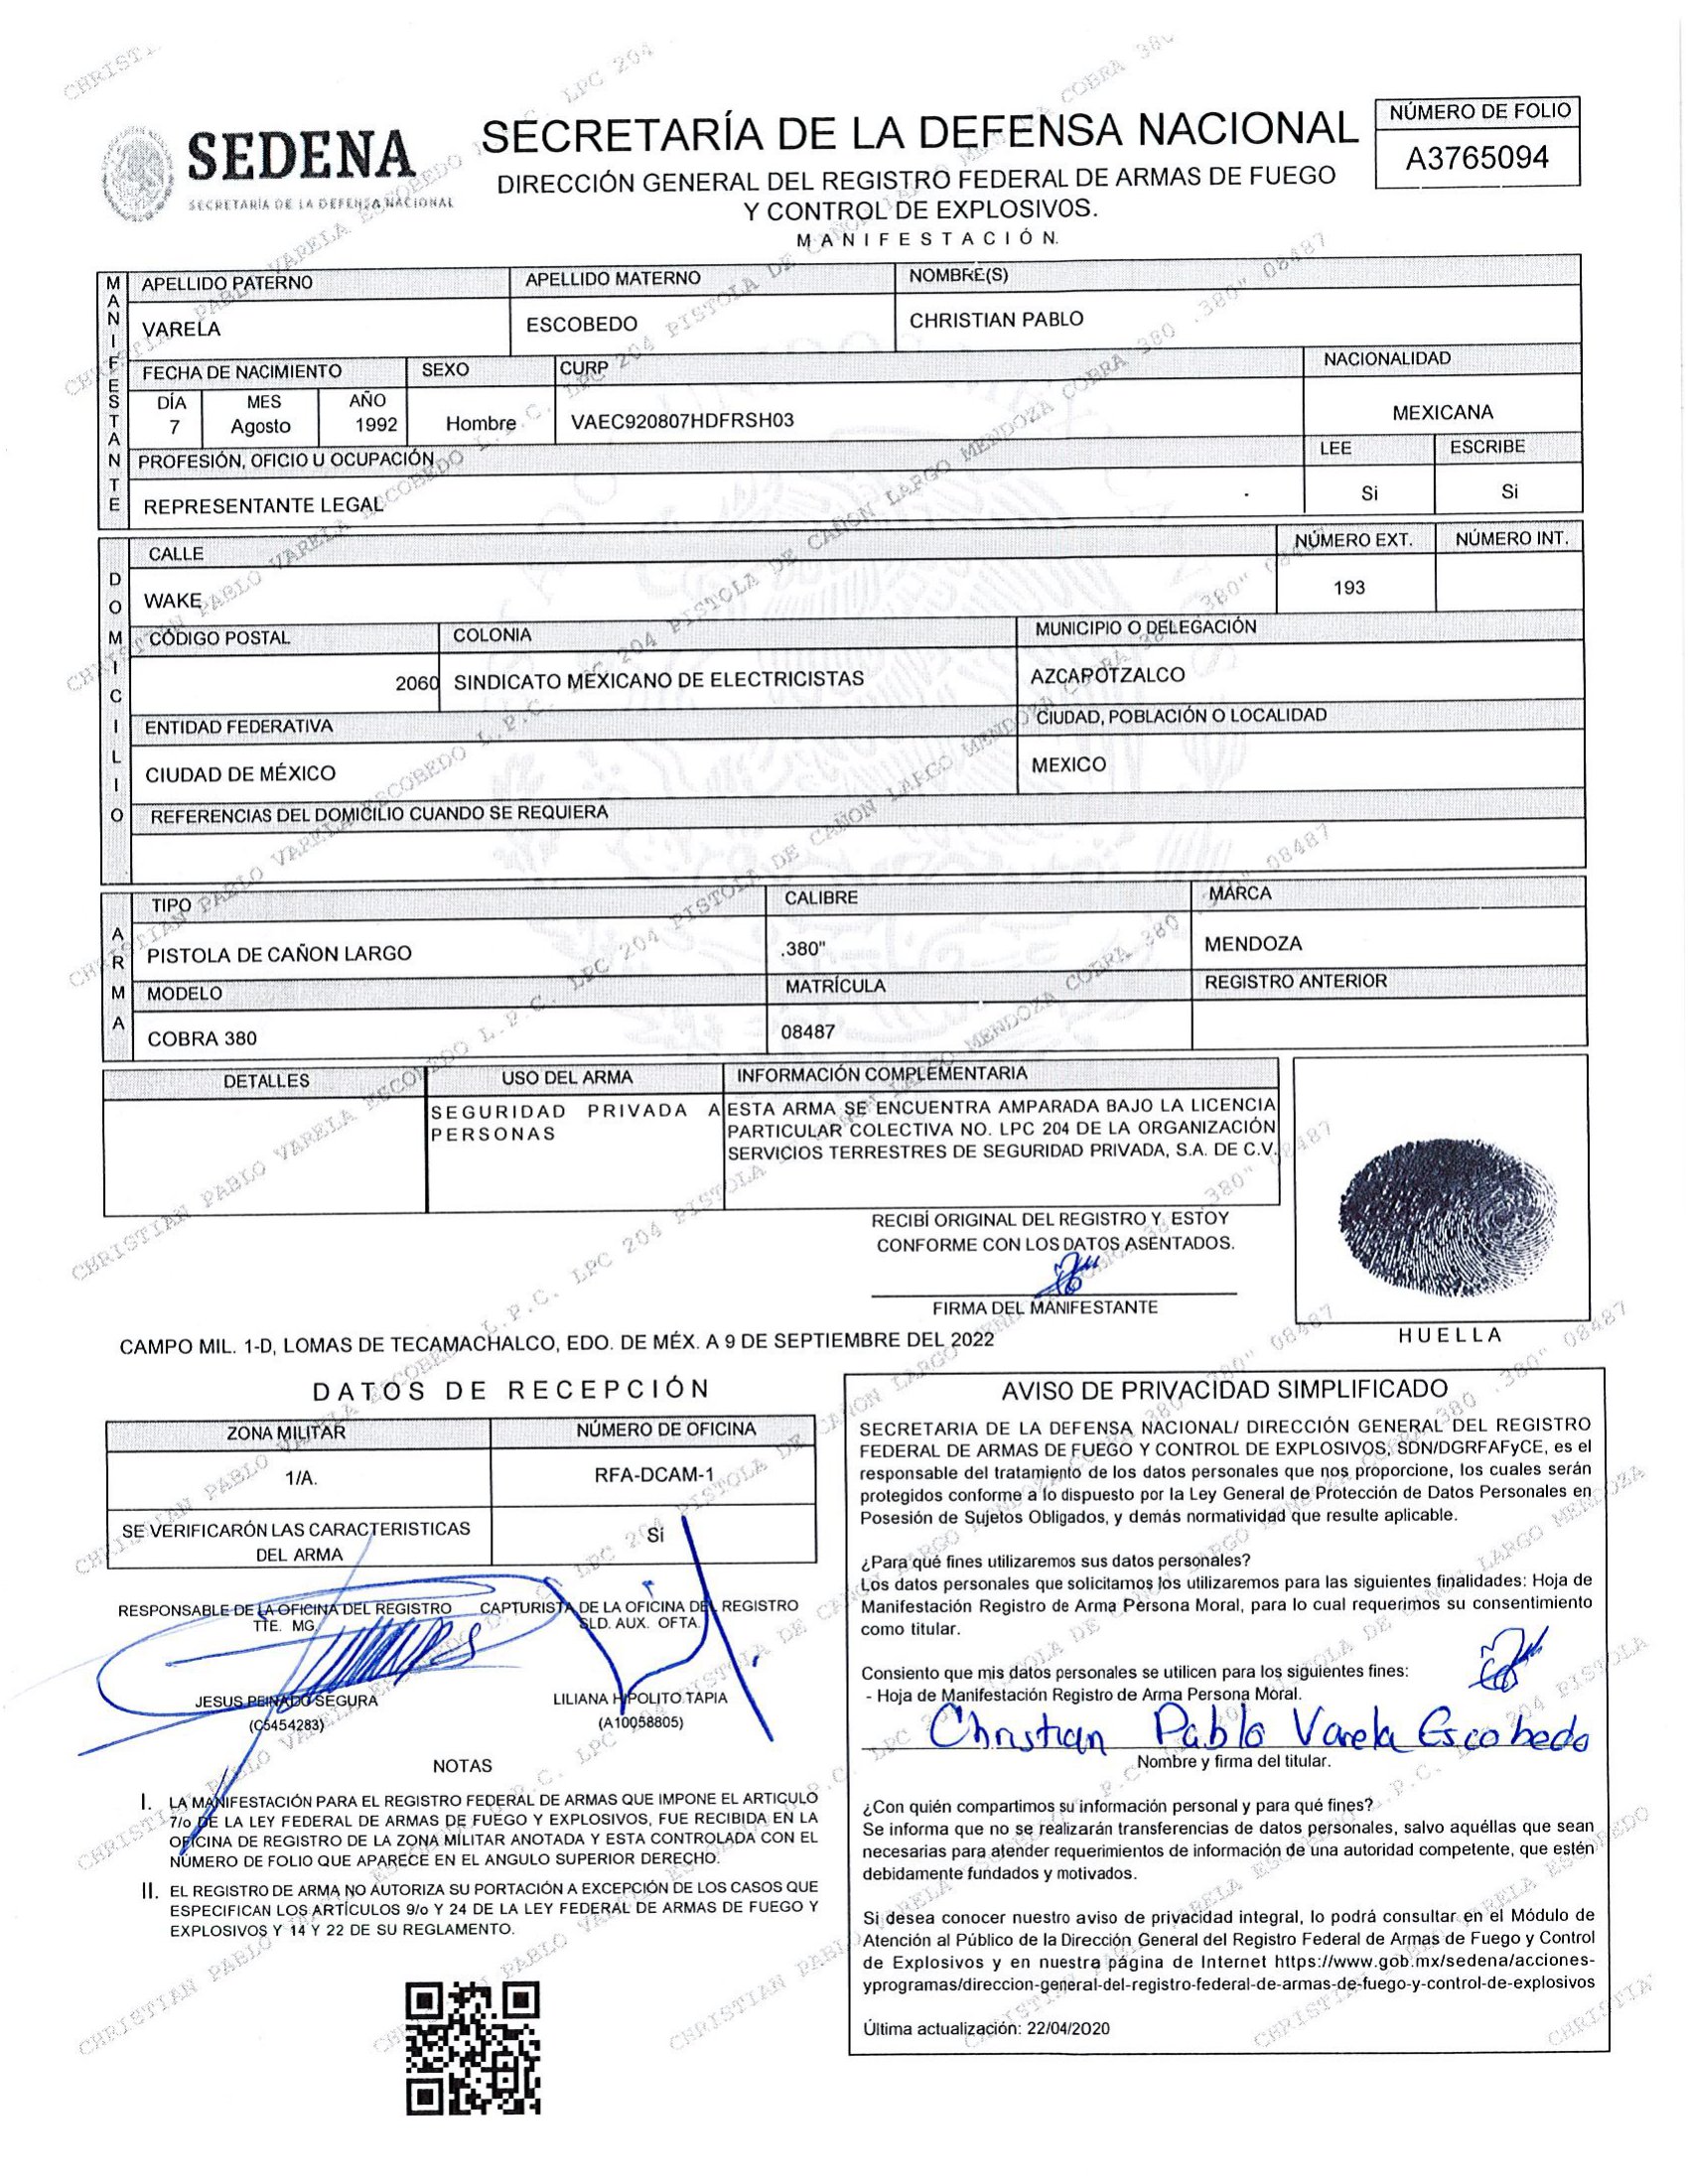 SEDENA
SECRETARÍA DE LA DEFENSA NACIONAL
SECRETARÍA DE LA DEFENSA NACIONAL
DIRECCIÓN GENERAL DEL REGISTRO FEDERAL DE ARMAS DE FUEGO
Y CONTROL DE EXPLOSIVOS.
MANIFESTACIÓN.
NÚMERO DE FOLIO
A3765094
MANIFESTANTE
APELLIDO PATERNO APELLIDO MATERNO NOMBRE(S)
VARELA ESCOBEDO CHRISTIAN PABLO
FECHA DE NACIMIENTO SEXO CURP NACIONALIDAD
DÍA MES AÑO
7 Agosto 1992 Hombre VAEC920807HDFRSH03 MEXICANA
PROFESIÓN, OFICIO U OCUPACIÓN LEE ESCRIBE
REPRESENTANTE LEGAL Si Si
DOMICILIO
CALLE NÚMERO EXT. NÚMERO INT.
WAKE 193
CÓDIGO POSTAL COLONIA MUNICIPIO O DELEGACIÓN
2060 SINDICATO MEXICANO DE ELECTRICISTAS AZCAPOTZALCO
ENTIDAD FEDERATIVA CIUDAD, POBLACIÓN O LOCALIDAD
CIUDAD DE MÉXICO MEXICO
REFERENCIAS DEL DOMICILIO CUANDO SE REQUIERA
ARMA
TIPO CALIBRE MARCA
PISTOLA DE CAÑON LARGO .380" MENDOZA
MODELO MATRÍCULA REGISTRO ANTERIOR
COBRA 380 08487
DETALLES USO DEL ARMA INFORMACIÓN COMPLEMENTARIA
SEGURIDAD PRIVADA A
PERSONAS
ESTA ARMA SE ENCUENTRA AMPARADA BAJO LA LICENCIA
PARTICULAR COLECTIVA NO. LPC 204 DE LA ORGANIZACIÓN
SERVICIOS TERRESTRES DE SEGURIDAD PRIVADA, S.A. DE C.V.
RECIBÍ ORIGINAL DEL REGISTRO Y ESTOY
CONFORME CON LOS DATOS ASENTADOS.
FIRMA DEL MANIFESTANTE
HUELLA
CAMPO MIL. 1-D, LOMAS DE TECAMACHALCO, EDO. DE MÉX. A 9 DE SEPTIEMBRE DEL 2022
DATOS DE RECEPCIÓN
ZONA MILITAR NÚMERO DE OFICINA
1/A. RFA-DCAM-1
SE VERIFICARÓN LAS CARACTERISTICAS
DEL ARMA
Si
RESPONSABLE DE LA OFICINA DEL REGISTRO
TTE. MG.
JESUS PEINADO SEGURA
(C5454283)
CAPTURISTA DE LA OFICINA DEL REGISTRO
SLD. AUX. OFTA.
LILIANA HIPOLITO TAPIA
(A10058805)
NOTAS
I. LA MANIFESTACIÓN PARA EL REGISTRO FEDERAL DE ARMAS QUE IMPONE EL ARTICULO
7/o DE LA LEY FEDERAL DE ARMAS DE FUEGO Y EXPLOSIVOS, FUE RECIBIDA EN LA
OFICINA DE REGISTRO DE LA ZONA MILITAR ANOTADA Y ESTA CONTROLADA CON EL
NÚMERO DE FOLIO QUE APARECE EN EL ANGULO SUPERIOR DERECHO.
II. EL REGISTRO DE ARMA NO AUTORIZA SU PORTACIÓN A EXCEPCIÓN DE LOS CASOS QUE
ESPECIFICAN LOS ARTÍCULOS 9/o Y 24 DE LA LEY FEDERAL DE ARMAS DE FUEGO Y
EXPLOSIVOS Y 14 Y 22 DE SU REGLAMENTO.
AVISO DE PRIVACIDAD SIMPLIFICADO
SECRETARIA DE LA DEFENSA NACIONAL/ DIRECCIÓN GENERAL DEL REGISTRO
FEDERAL DE ARMAS DE FUEGO Y CONTROL DE EXPLOSIVOS, SDN/DGRFAFyCE, es el
responsable del tratamiento de los datos personales que nos proporcione, los cuales serán
protegidos conforme a lo dispuesto por la Ley General de Protección de Datos Personales en
Posesión de Sujetos Obligados, y demás normatividad que resulte aplicable.
¿Para qué fines utilizaremos sus datos personales?
Los datos personales que solicitamos los utilizaremos para las siguientes finalidades: Hoja de
Manifestación Registro de Arma Persona Moral, para lo cual requerimos su consentimiento
como titular.
Consiento que mis datos personales se utilicen para los siguientes fines:
- Hoja de Manifestación Registro de Arma Persona Moral.
Christian Pablo Varela Escobedo
Nombre y firma del titular.
¿Con quién compartimos su información personal y para qué fines?
Se informa que no se realizarán transferencias de datos personales, salvo aquéllas que sean
necesarias para atender requerimientos de información de una autoridad competente, que estén
debidamente fundados y motivados.
Si desea conocer nuestro aviso de privacidad integral, lo podrá consultar en el Módulo de
Atención al Público de la Dirección General del Registro Federal de Armas de Fuego y Control
de Explosivos y en nuestra página de Internet https://www.gob.mx/sedena/acciones-
yprogramas/direccion-general-del-registro-federal-de-armas-de-fuego-y-control-de-explosivos
Última actualización: 22/04/2020